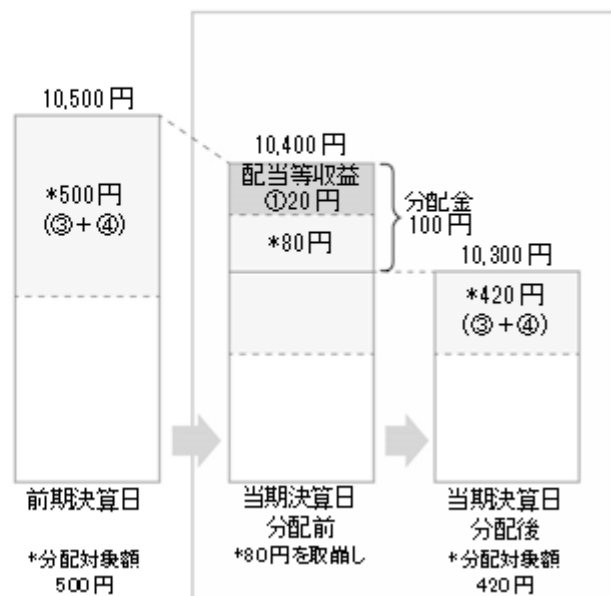 10,500円
*500円
(③+④)
前期決算日
*分配対象額
500円
10,400円
配当等収益
①20円
*80円
分配金
100円
当期決算日
分配前
*80円を取崩し
10,300円
*420円
(③+④)
当期決算日
分配後
*分配対象額
420円